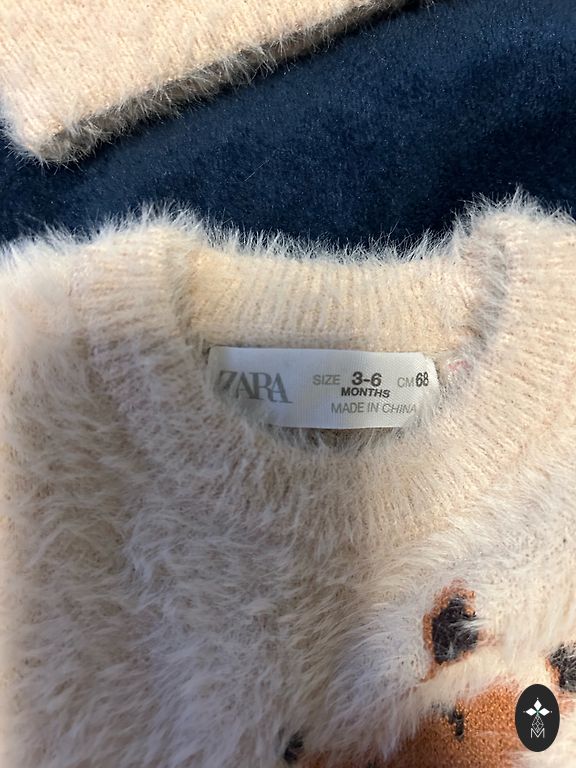 ZARA SIZE 3-6 MONTHS CM 68
MADE IN CHINA